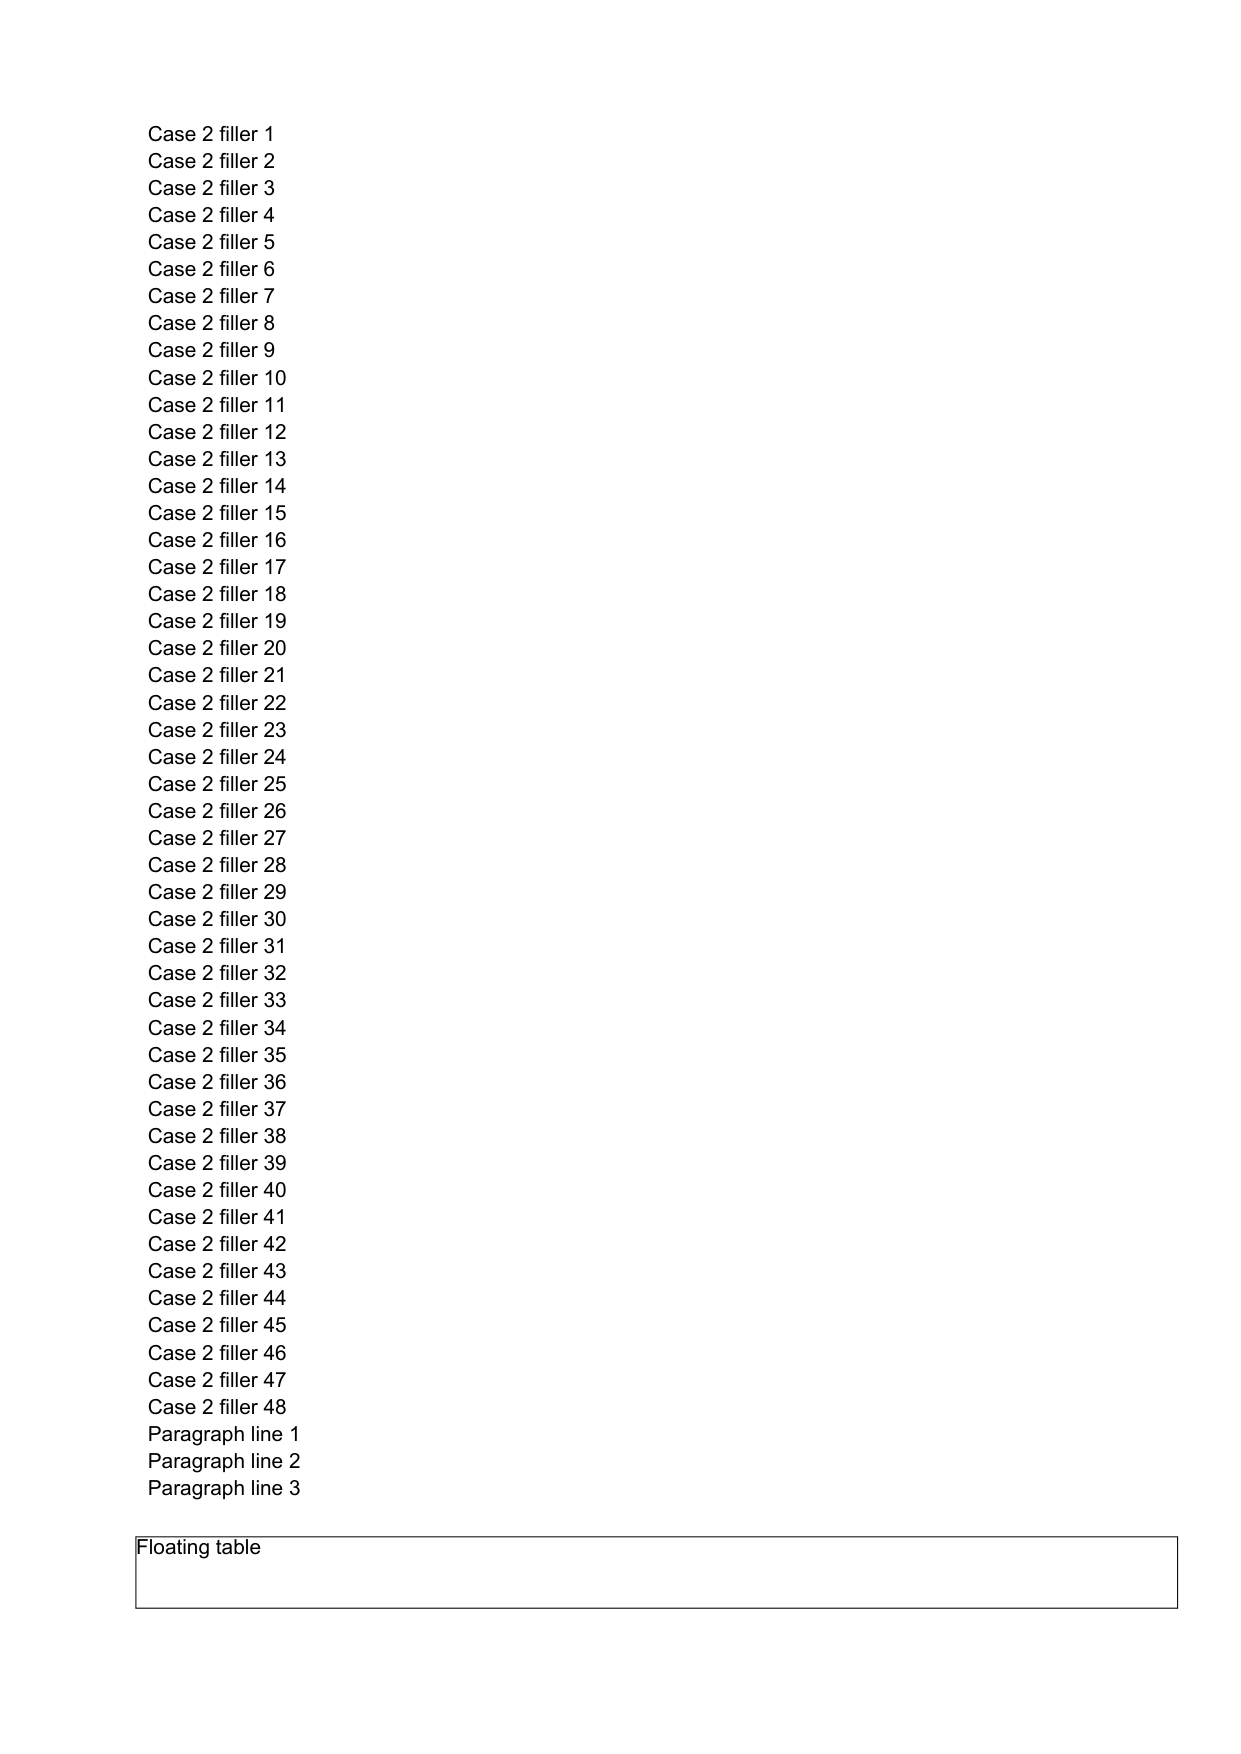 Case 2 filler 1
Case 2 filler 2
Case 2 filler 3
Case 2 filler 4
Case 2 filler 5
Case 2 filler 6
Case 2 filler 7
Case 2 filler 8
Case 2 filler 9
Case 2 filler 10
Case 2 filler 11
Case 2 filler 12
Case 2 filler 13
Case 2 filler 14
Case 2 filler 15
Case 2 filler 16
Case 2 filler 17
Case 2 filler 18
Case 2 filler 19
Case 2 filler 20
Case 2 filler 21
Case 2 filler 22
Case 2 filler 23
Case 2 filler 24
Case 2 filler 25
Case 2 filler 26
Case 2 filler 27
Case 2 filler 28
Case 2 filler 29
Case 2 filler 30
Case 2 filler 31
Case 2 filler 32
Case 2 filler 33
Case 2 filler 34
Case 2 filler 35
Case 2 filler 36
Case 2 filler 37
Case 2 filler 38
Case 2 filler 39
Case 2 filler 40
Case 2 filler 41
Case 2 filler 42
Case 2 filler 43
Case 2 filler 44
Case 2 filler 45
Case 2 filler 46
Case 2 filler 47
Case 2 filler 48
Paragraph line 1
Paragraph line 2
Paragraph line 3
Floating table